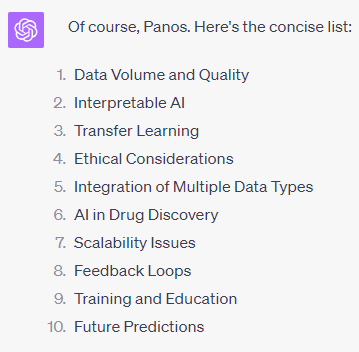 Of course, Panos. Here's the concise list:
1. Data Volume and Quality
2. Interpretable AI
3. Transfer Learning
4. Ethical Considerations
5. Integration of Multiple Data Types
6. AI in Drug Discovery
7. Scalability Issues
8. Feedback Loops
9. Training and Education
10. Future Predictions